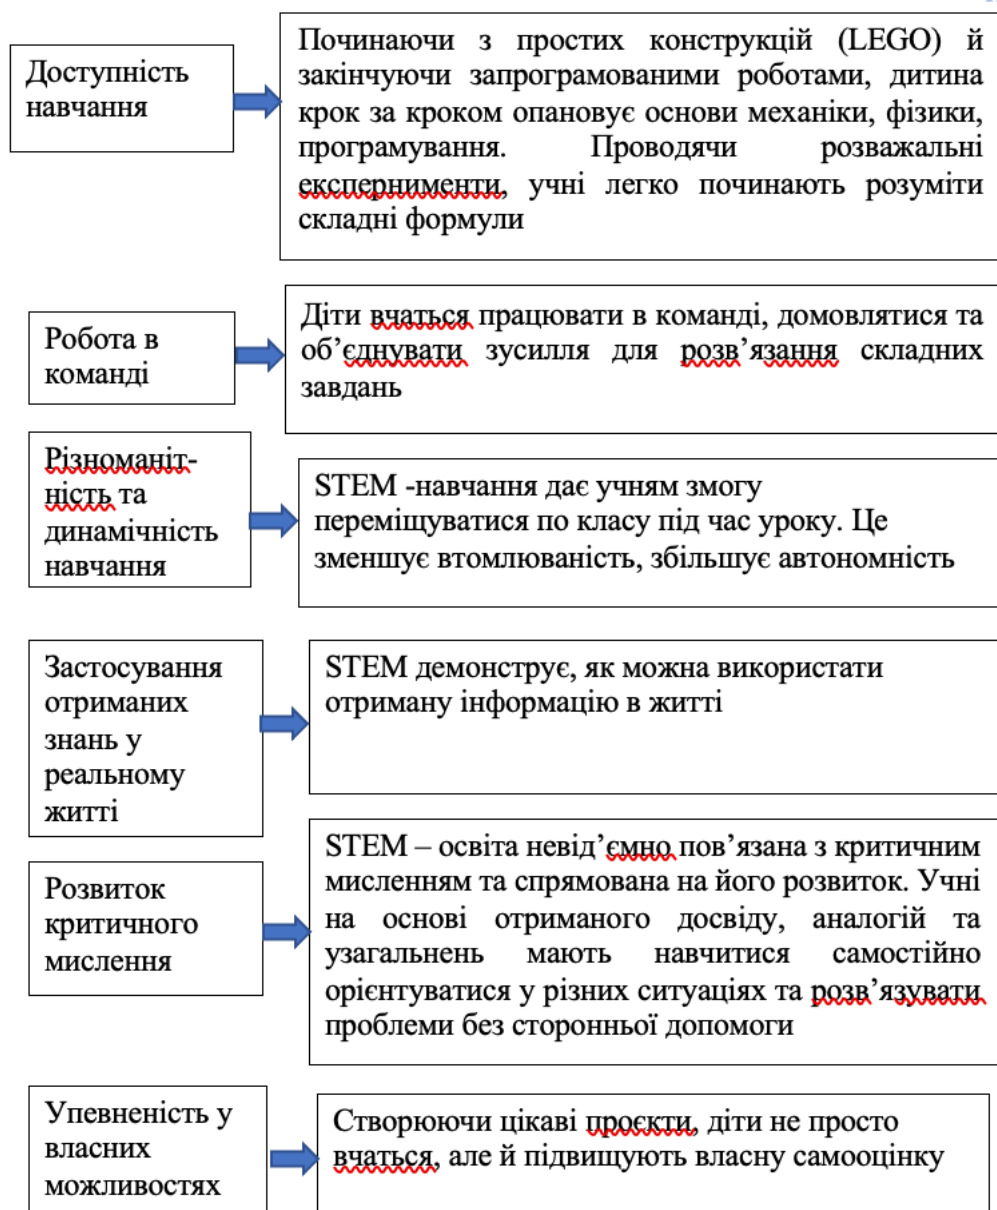 Доступність
навчання
Починаючи з простих конструкцій (LEGO) й
закінчуючи запрограмованими роботами, дитина
крок за кроком опановує основи механіки, фізики,
програмування. Проводячи розважальні
експернименти, учні легко починають розуміти
складні формули
Робота в
команді
Діти вчаться працювати в команді, домовлятися та
об’єднувати зусилля для розв’язання складних
завдань
Різноманіт-
ність та
динамічність
навчання
STEM -навчання дає учням змогу
переміщуватися по класу під час уроку. Це
зменшує втомлюваність, збільшує автономність
Застосування
отриманих
знань у
реальному
житті
STEM демонструє, як можна використати
отриману інформацію в житті
Розвиток
критичного
мислення
STEM – освіта невід’ємно пов’язана з критичним
мисленням та спрямована на його розвиток. Учні
на основі отриманого досвіду, аналогій та
узагальнень мають навчитися самостійно
орієнтуватися у різних ситуаціях та розв’язувати
проблеми без сторонньої допомоги
Упевненість у
власних
можливостях
Створюючи цікаві проєкти, діти не просто
вчаться, але й підвищують власну самооцінку